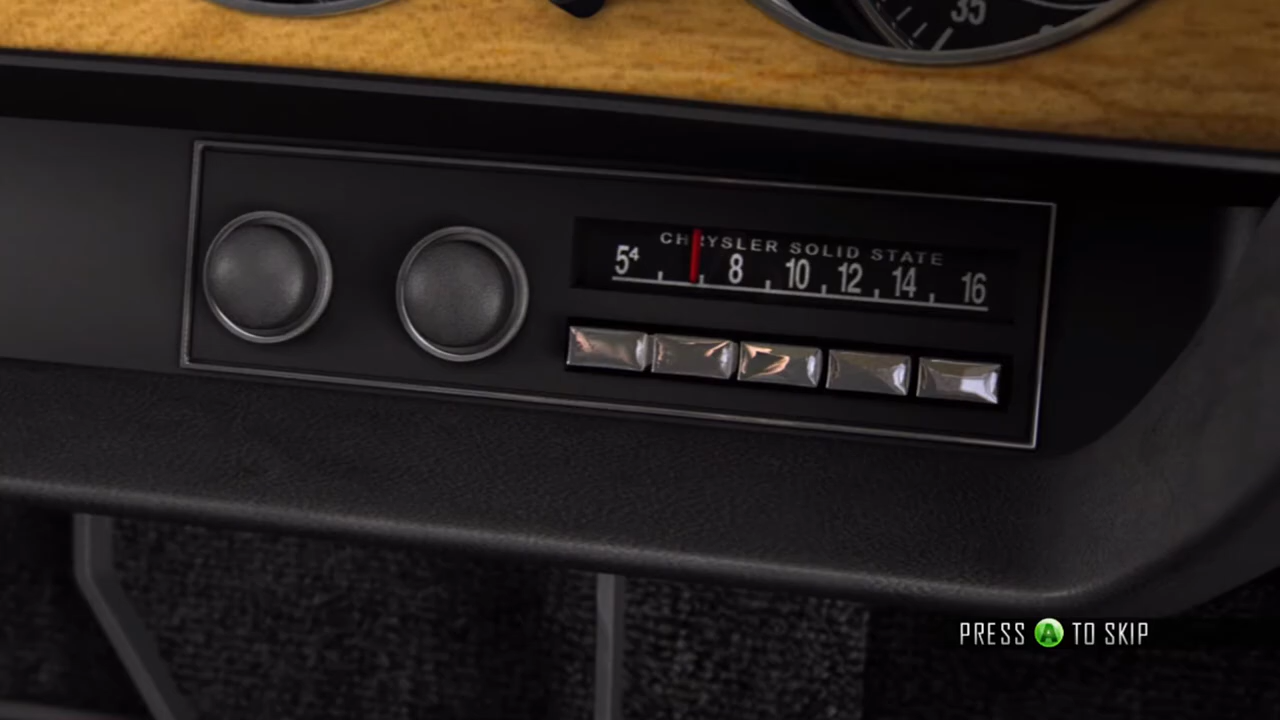 35
CHRYSLER SOLID STATE
5⁴ 8 10 12 14 16
PRESS A TO SKIP